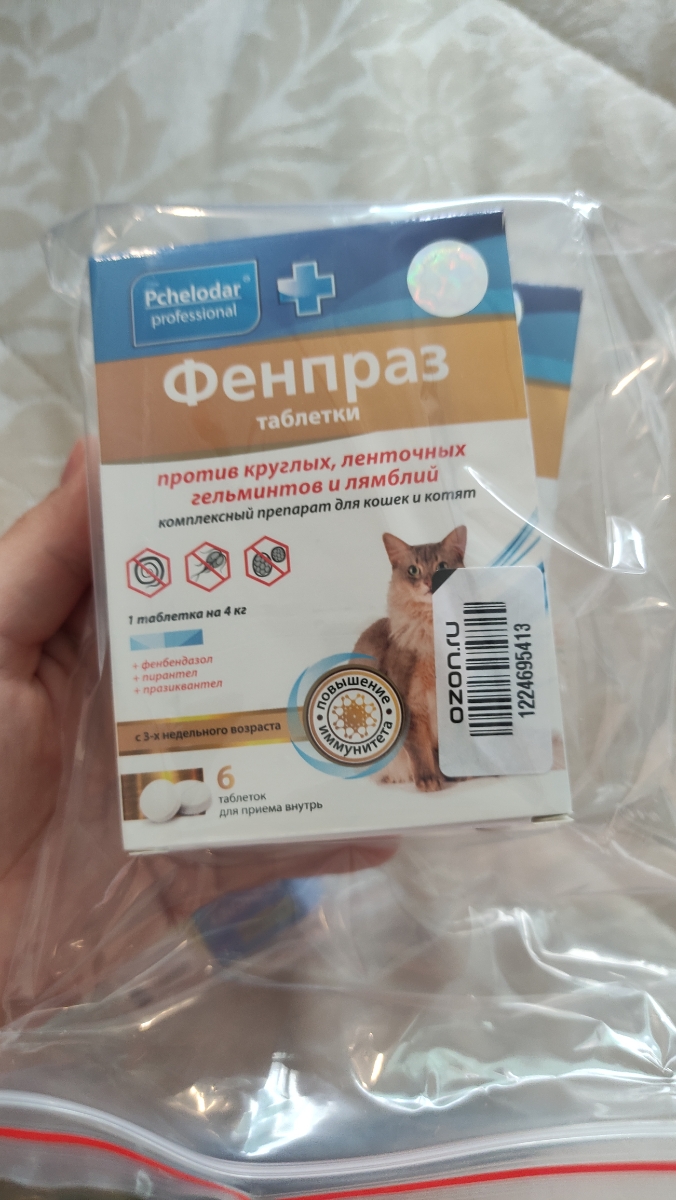 Pchelodar
professional
Фенпраз
таблетки
против круглых, ленточных
гельминтов и лямблий
комплексный препарат для кошек и котят
1 таблетка на 4 кг
+ фенбендазол
+ пирантел
+ празиквантел
с 3-х недельного возраста
• ПОВЫШЕНИЕ •
ИММУНИТЕТА
6
таблеток
для приема внутрь
ozon.ru
1224695413